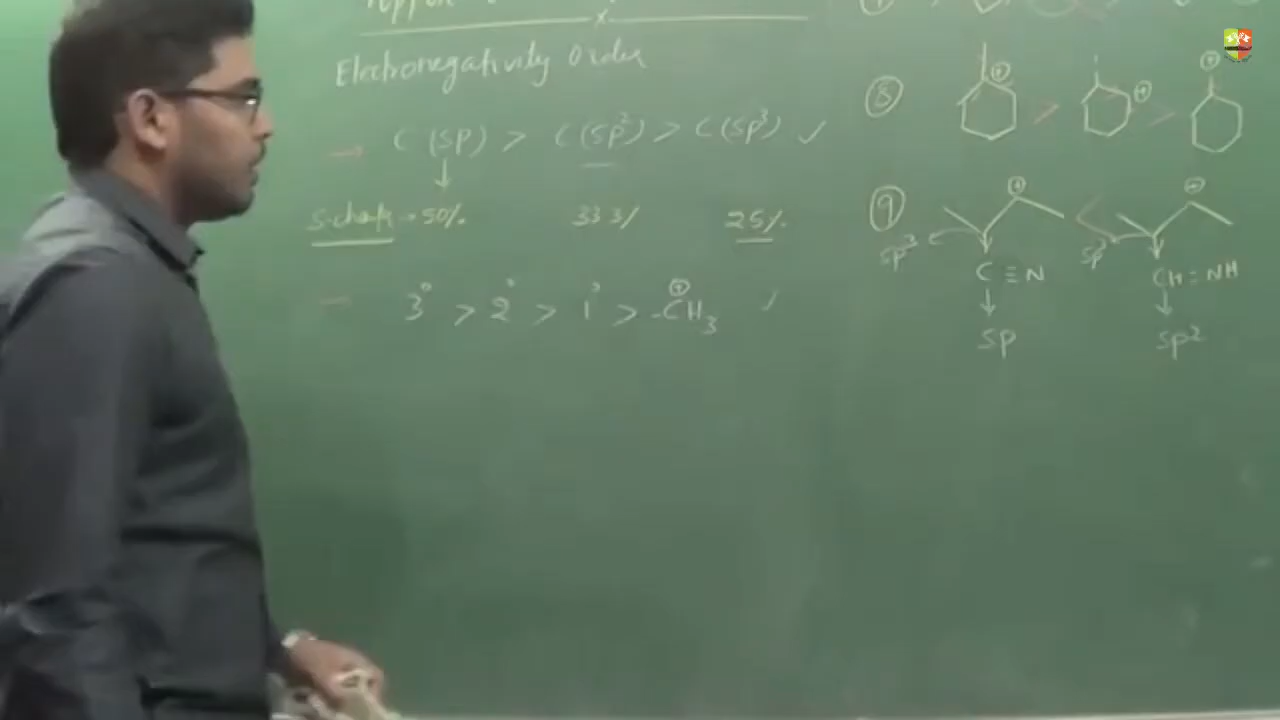 Electronegativity Order
→ C (sp) > C (sp²) > C (sp³) ✓
↓
50% 33.3% 25%
3° > 2° > 1° > -CH₃ ✓
⊕
⑧
⊕ > ⊕ > ⊕
⑨
⊕ < ⊕
sp³ sp³
C≡N CH=NH
↓ ↓
sp sp²